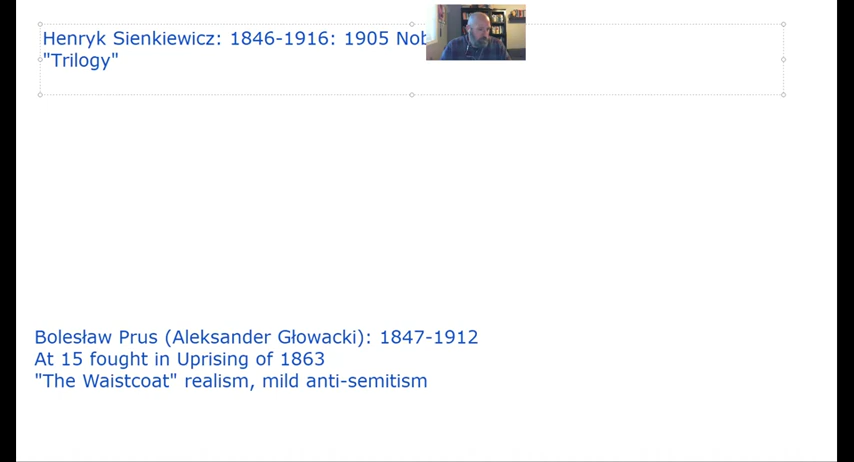 Henryk Sienkiewicz: 1846-1916: 1905
"Trilogy"
Bolesław Prus (Aleksander Głowacki): 1847-1912
At 15 fought in Uprising of 1863
"The Waistcoat" realism, mild anti-semitism